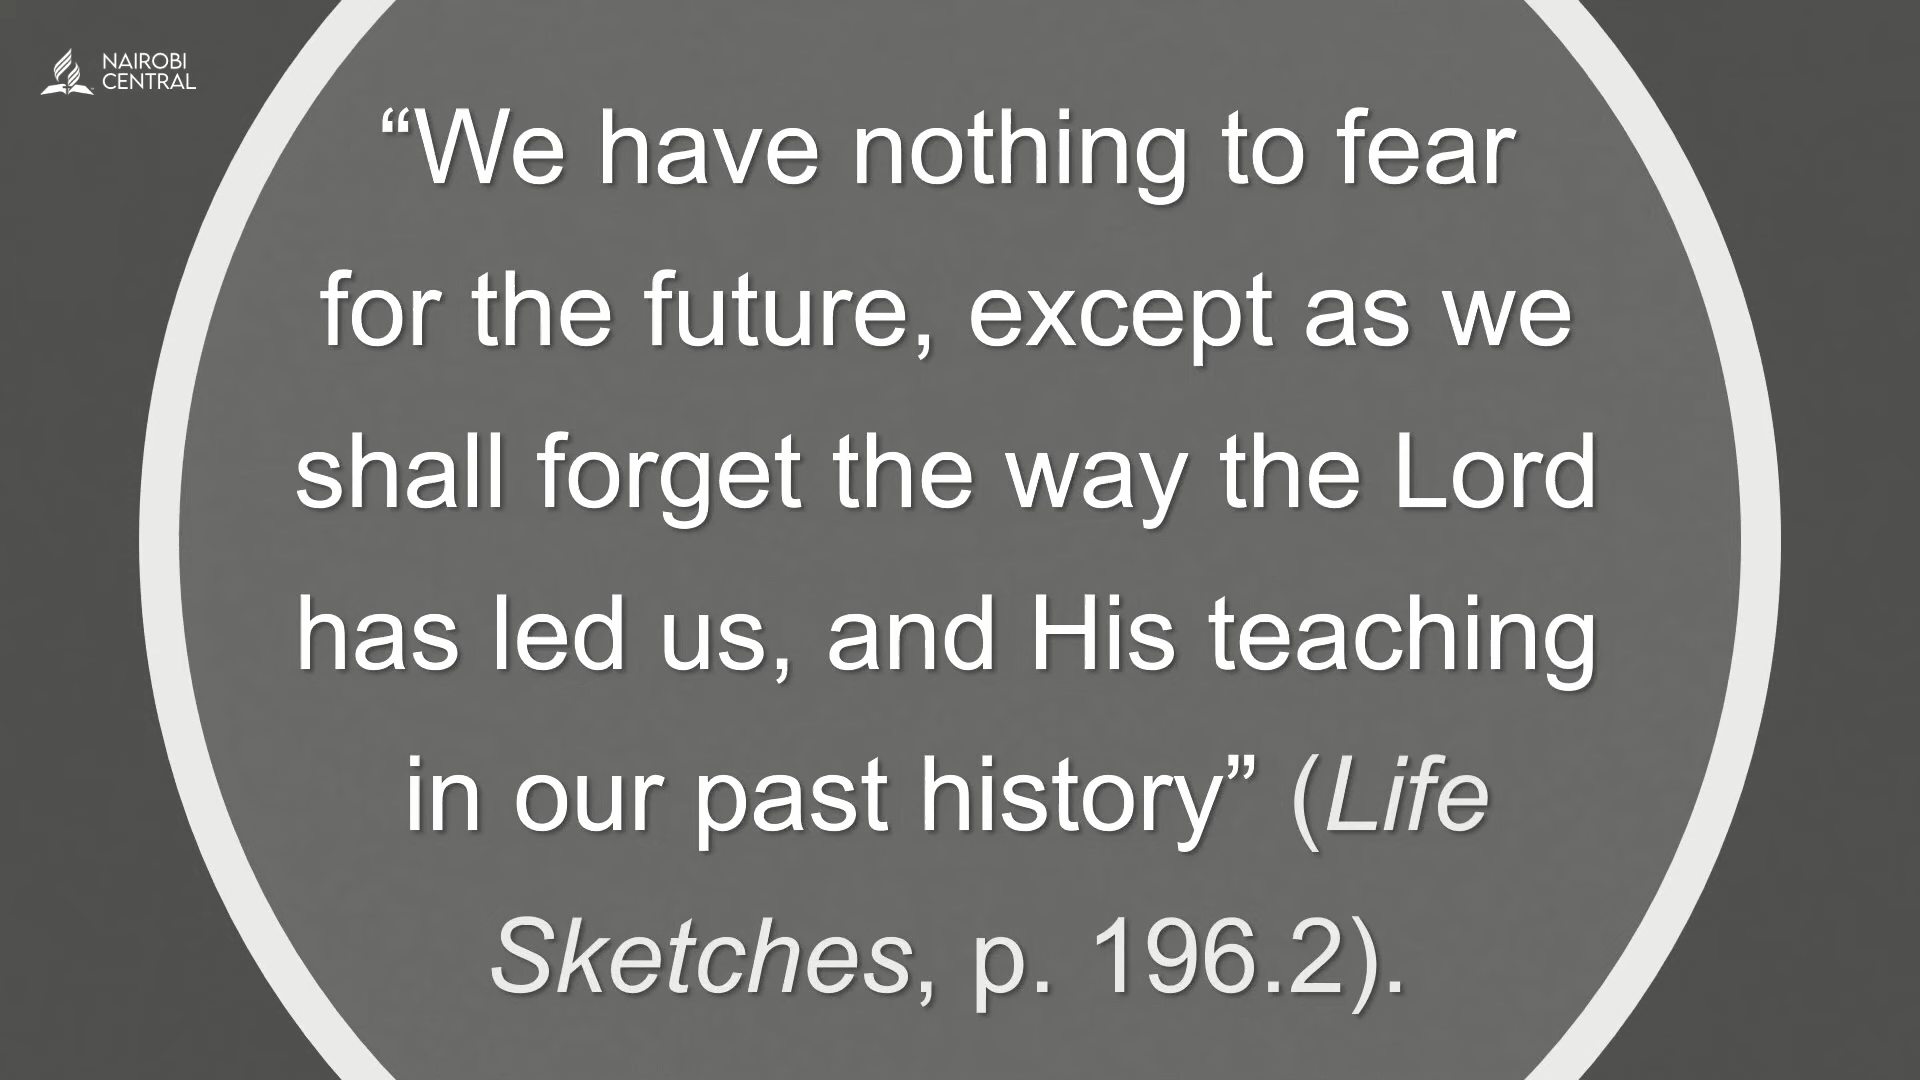 NAIROBI
CENTRAL
“We have nothing to fear
for the future, except as we
shall forget the way the Lord
has led us, and His teaching
in our past history” (Life
Sketches, p. 196.2).